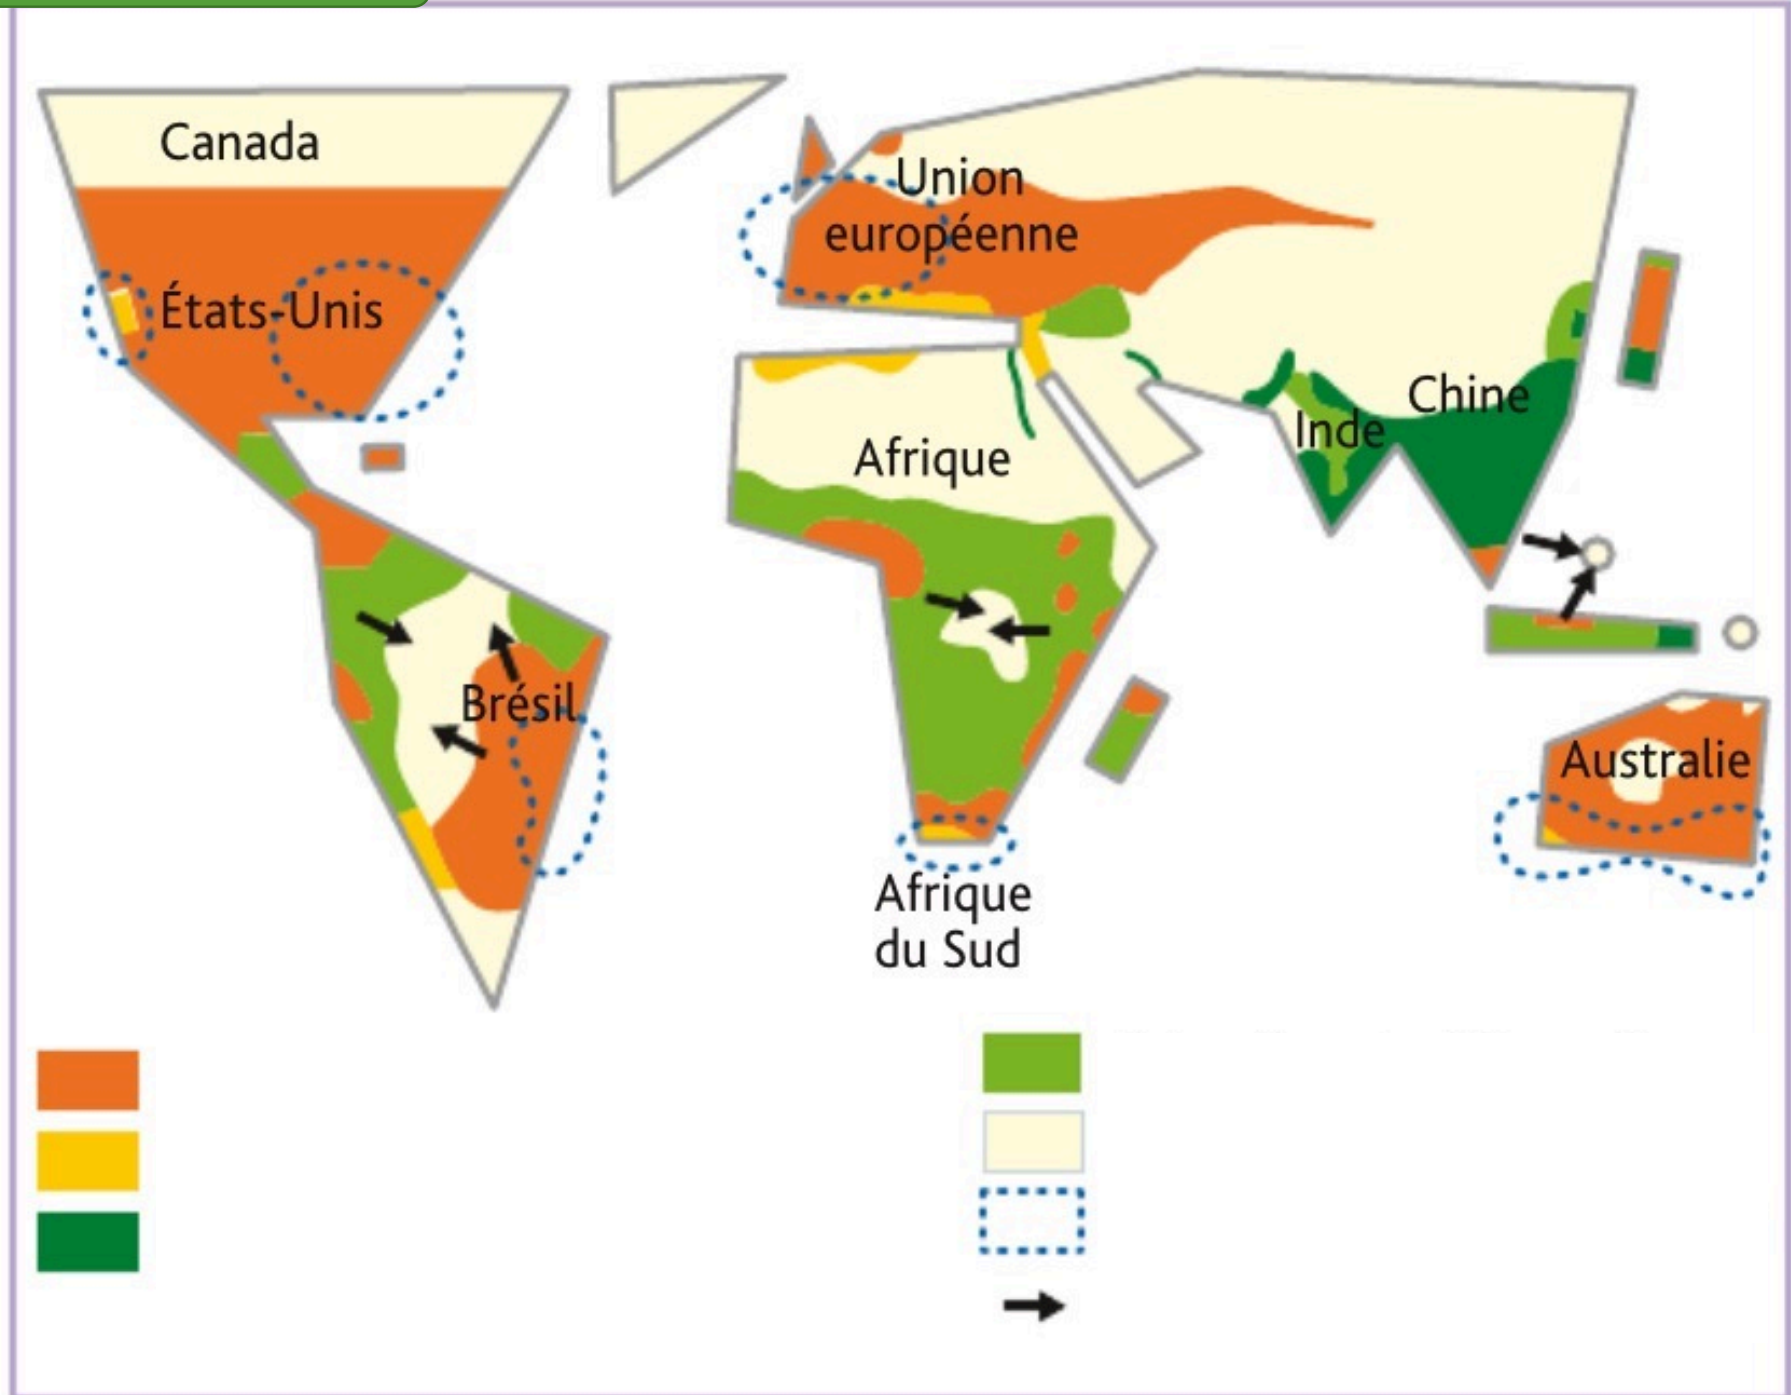 Canada
Union
européenne
États-Unis
Chine
Inde
Afrique
Brésil
Australie
Afrique
du Sud